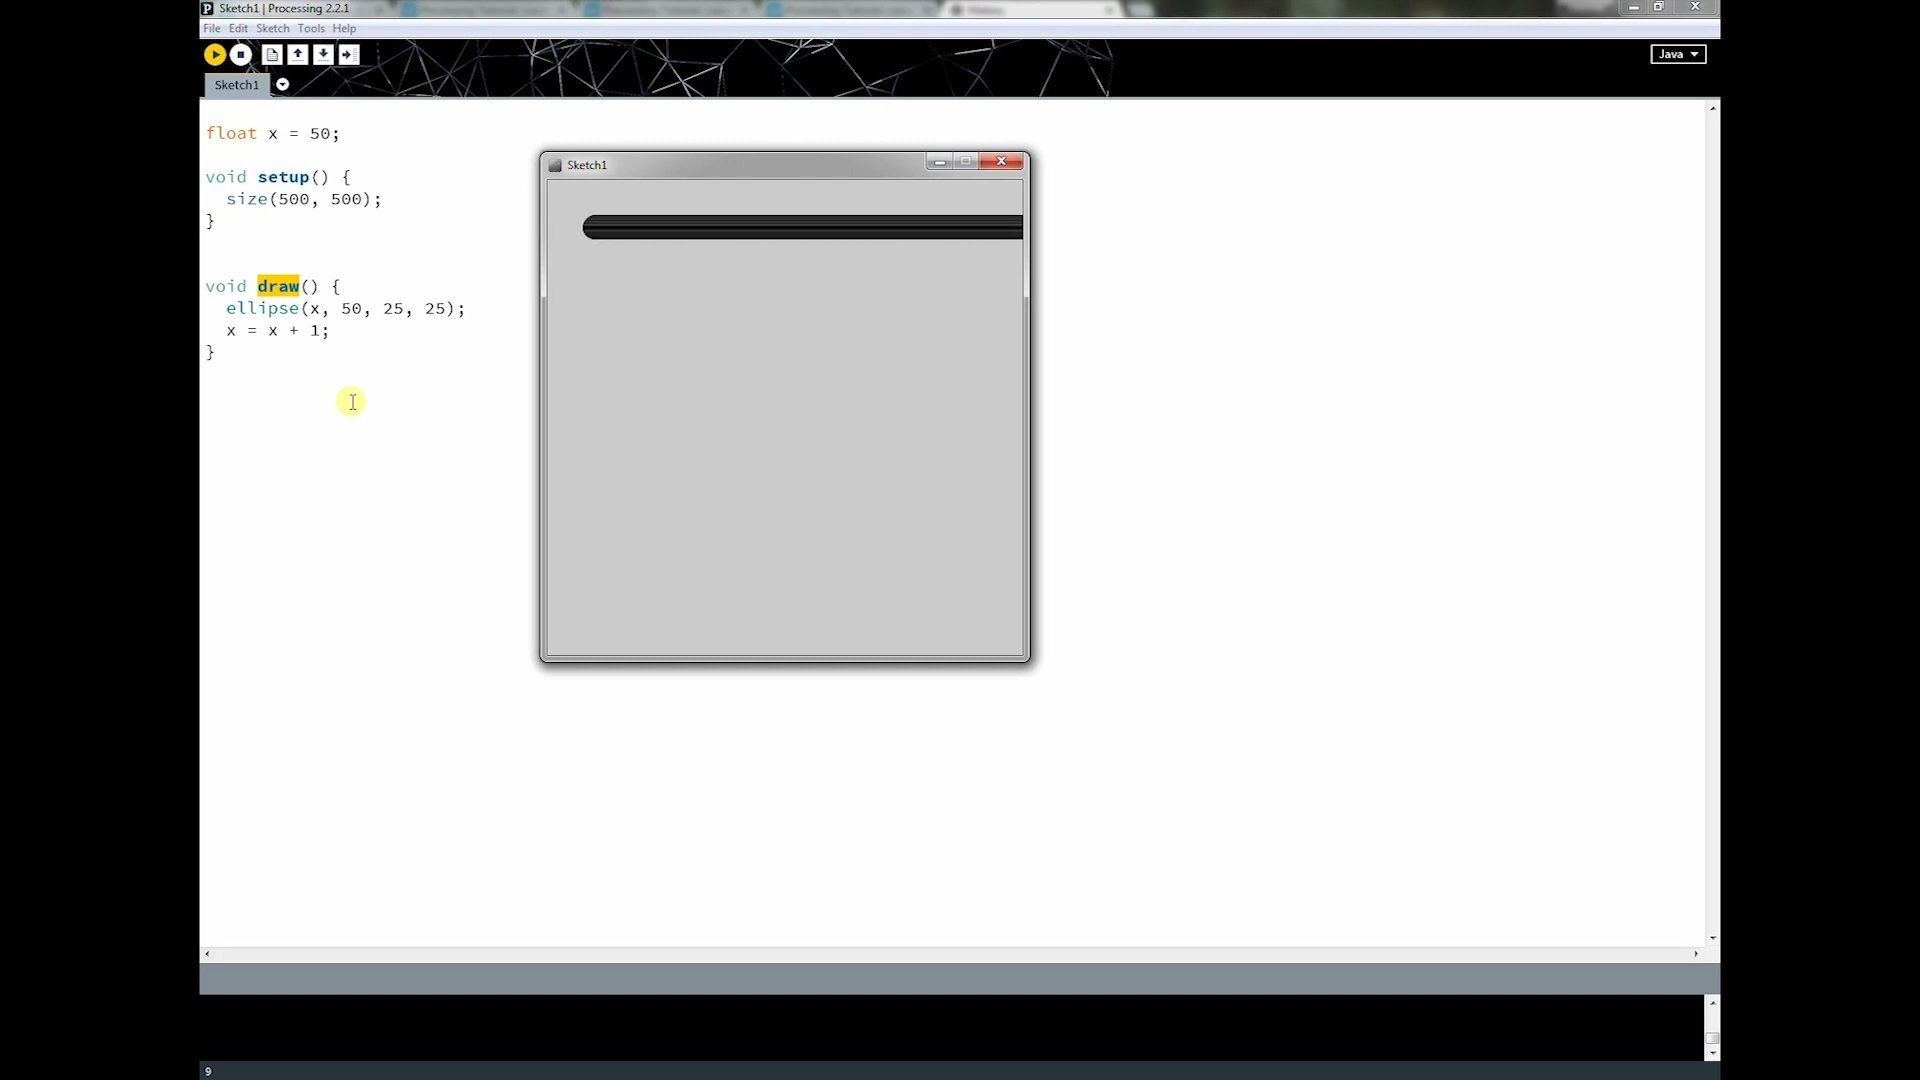 Sketch1 | Processing 2.2.1
File Edit Sketch Tools Help
Java
Sketch1
float x = 50;
void setup() {
  size(500, 500);
}
void draw() {
  ellipse(x, 50, 25, 25);
  x = x + 1;
}
Sketch1
9